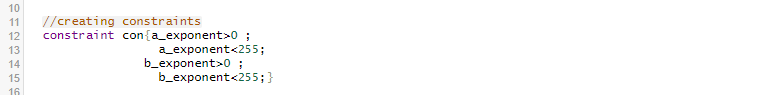 10
11 //creating constraints
12 constraint con{a_exponent>0 ;
13 a_exponent<255;
14 b_exponent>0 ;
15 b_exponent<255;}
16